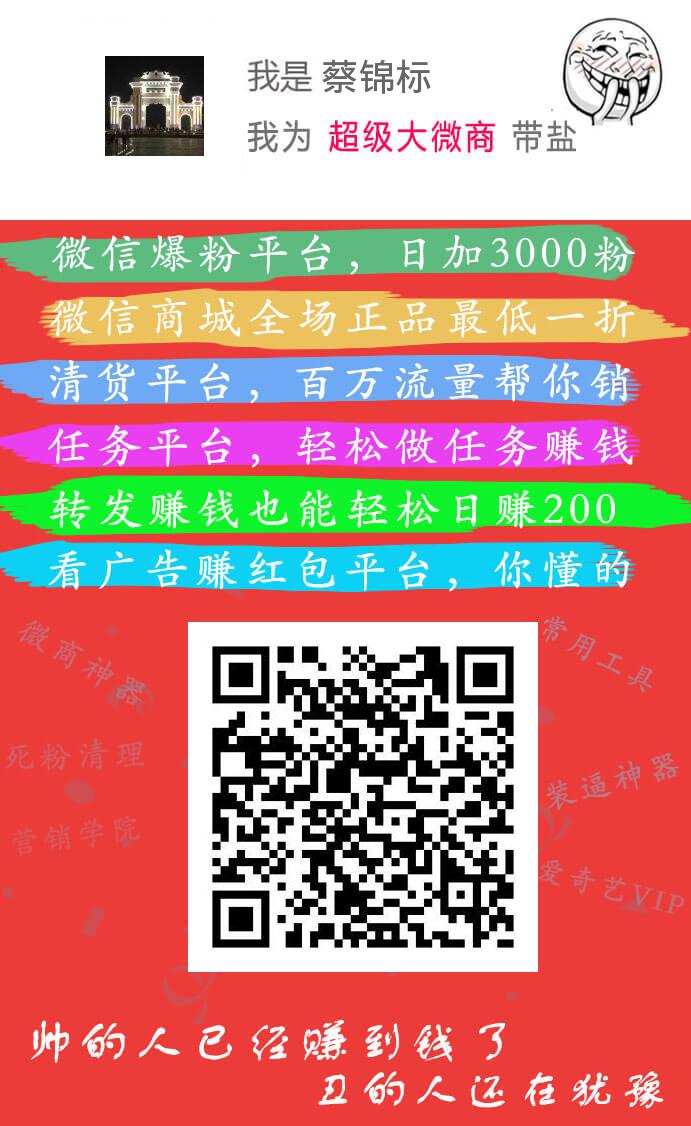 我是 蔡锦标
我为 超级大微商 带盐
微信爆粉平台，日加3000粉
微信商城全场正品最低一折
清货平台，百万流量帮你销
任务平台，轻松做任务赚钱
转发赚钱也能轻松日赚200
看广告赚红包平台，你懂的
微商神器
常用工具
死粉清理
装逼神器
营销学院
爱奇艺VIP
帅的人已经赚到钱了
丑的人还在犹豫